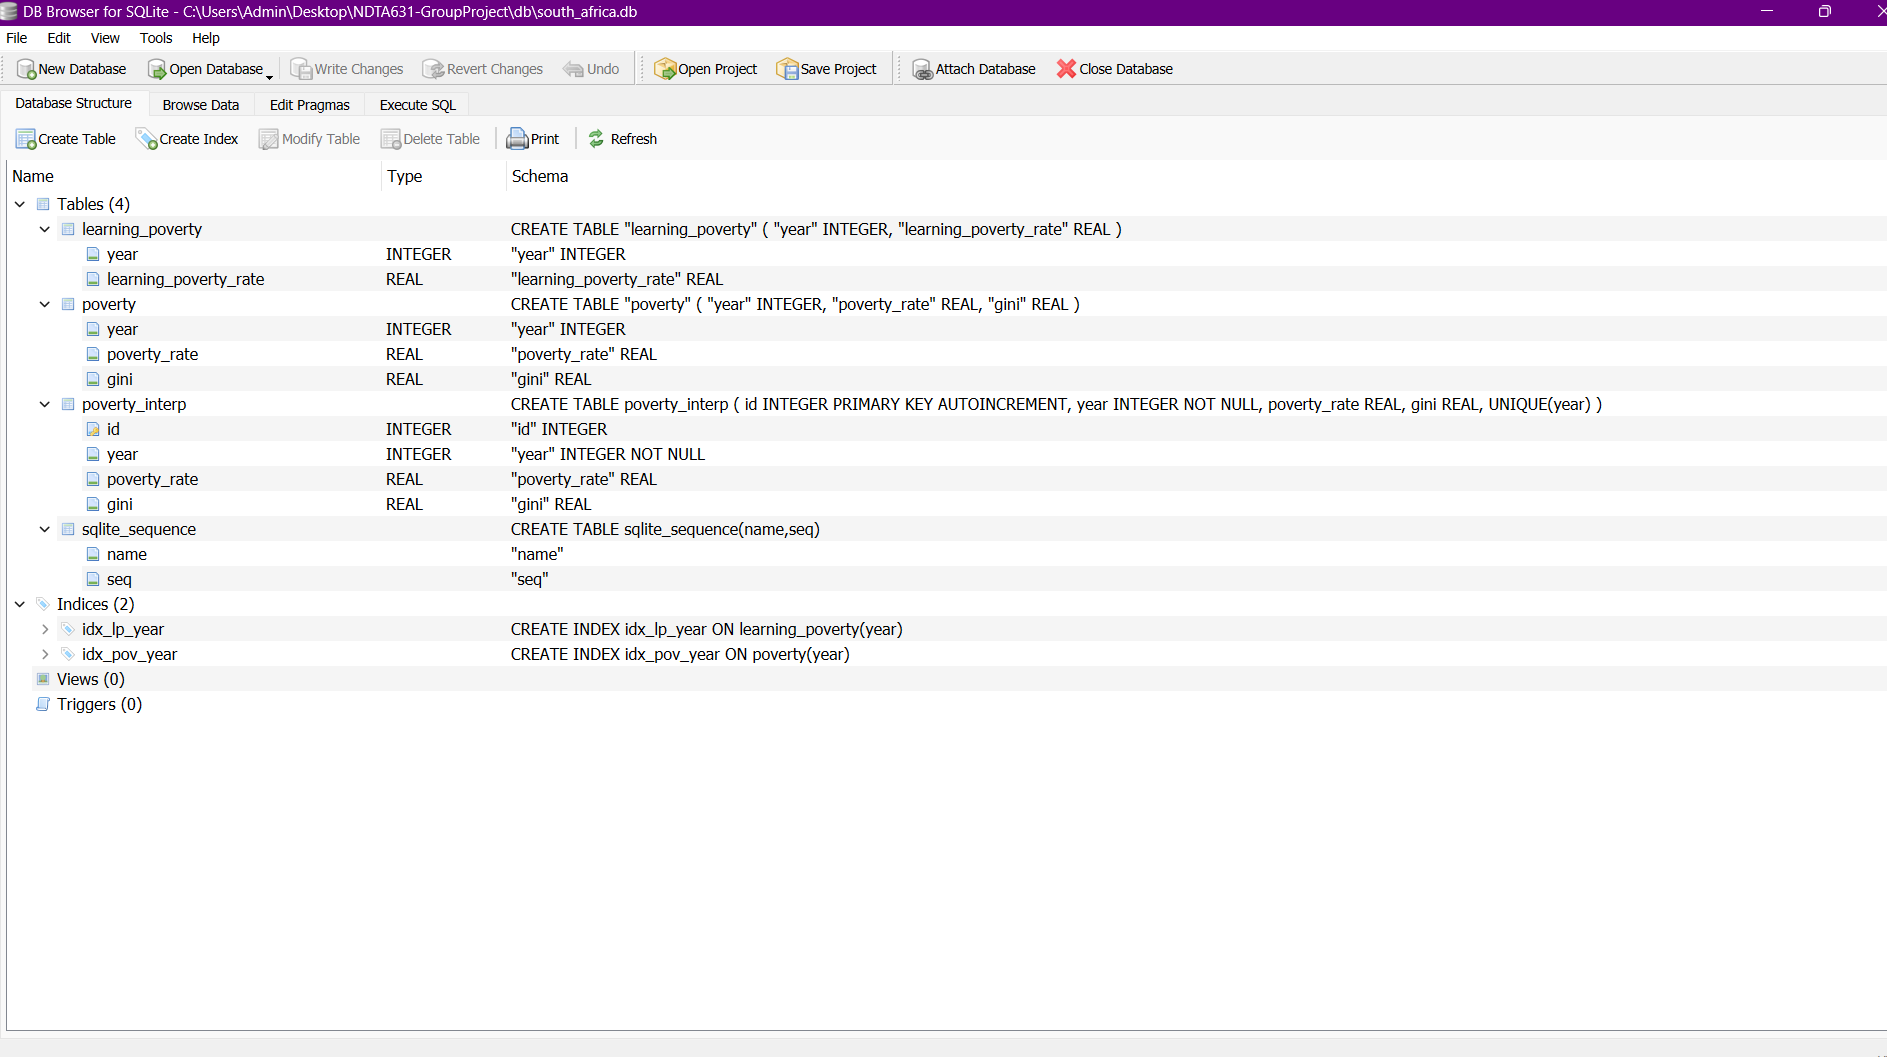 DB Browser for SQLite - C:\Users\Admin\Desktop\NDTA631-GroupProject\db\south_africa.db
File Edit View Tools Help
New Database Open Database Write Changes Revert Changes Undo Open Project Save Project Attach Database Close Database
Database Structure Browse Data Edit Pragmas Execute SQL
Create Table Create Index Modify Table Delete Table Print Refresh
Name Type Schema
Tables (4)
learning_poverty CREATE TABLE "learning_poverty" ( "year" INTEGER, "learning_poverty_rate" REAL )
year INTEGER "year" INTEGER
learning_poverty_rate REAL "learning_poverty_rate" REAL
poverty CREATE TABLE "poverty" ( "year" INTEGER, "poverty_rate" REAL, "gini" REAL )
year INTEGER "year" INTEGER
poverty_rate REAL "poverty_rate" REAL
gini REAL "gini" REAL
poverty_interp CREATE TABLE poverty_interp ( id INTEGER PRIMARY KEY AUTOINCREMENT, year INTEGER NOT NULL, poverty_rate REAL, gini REAL, UNIQUE(year) )
id INTEGER "id" INTEGER
year INTEGER "year" INTEGER NOT NULL
poverty_rate REAL "poverty_rate" REAL
gini REAL "gini" REAL
sqlite_sequence CREATE TABLE sqlite_sequence(name,seq)
name "name"
seq "seq"
Indices (2)
idx_lp_year CREATE INDEX idx_lp_year ON learning_poverty(year)
idx_pov_year CREATE INDEX idx_pov_year ON poverty(year)
Views (0)
Triggers (0)